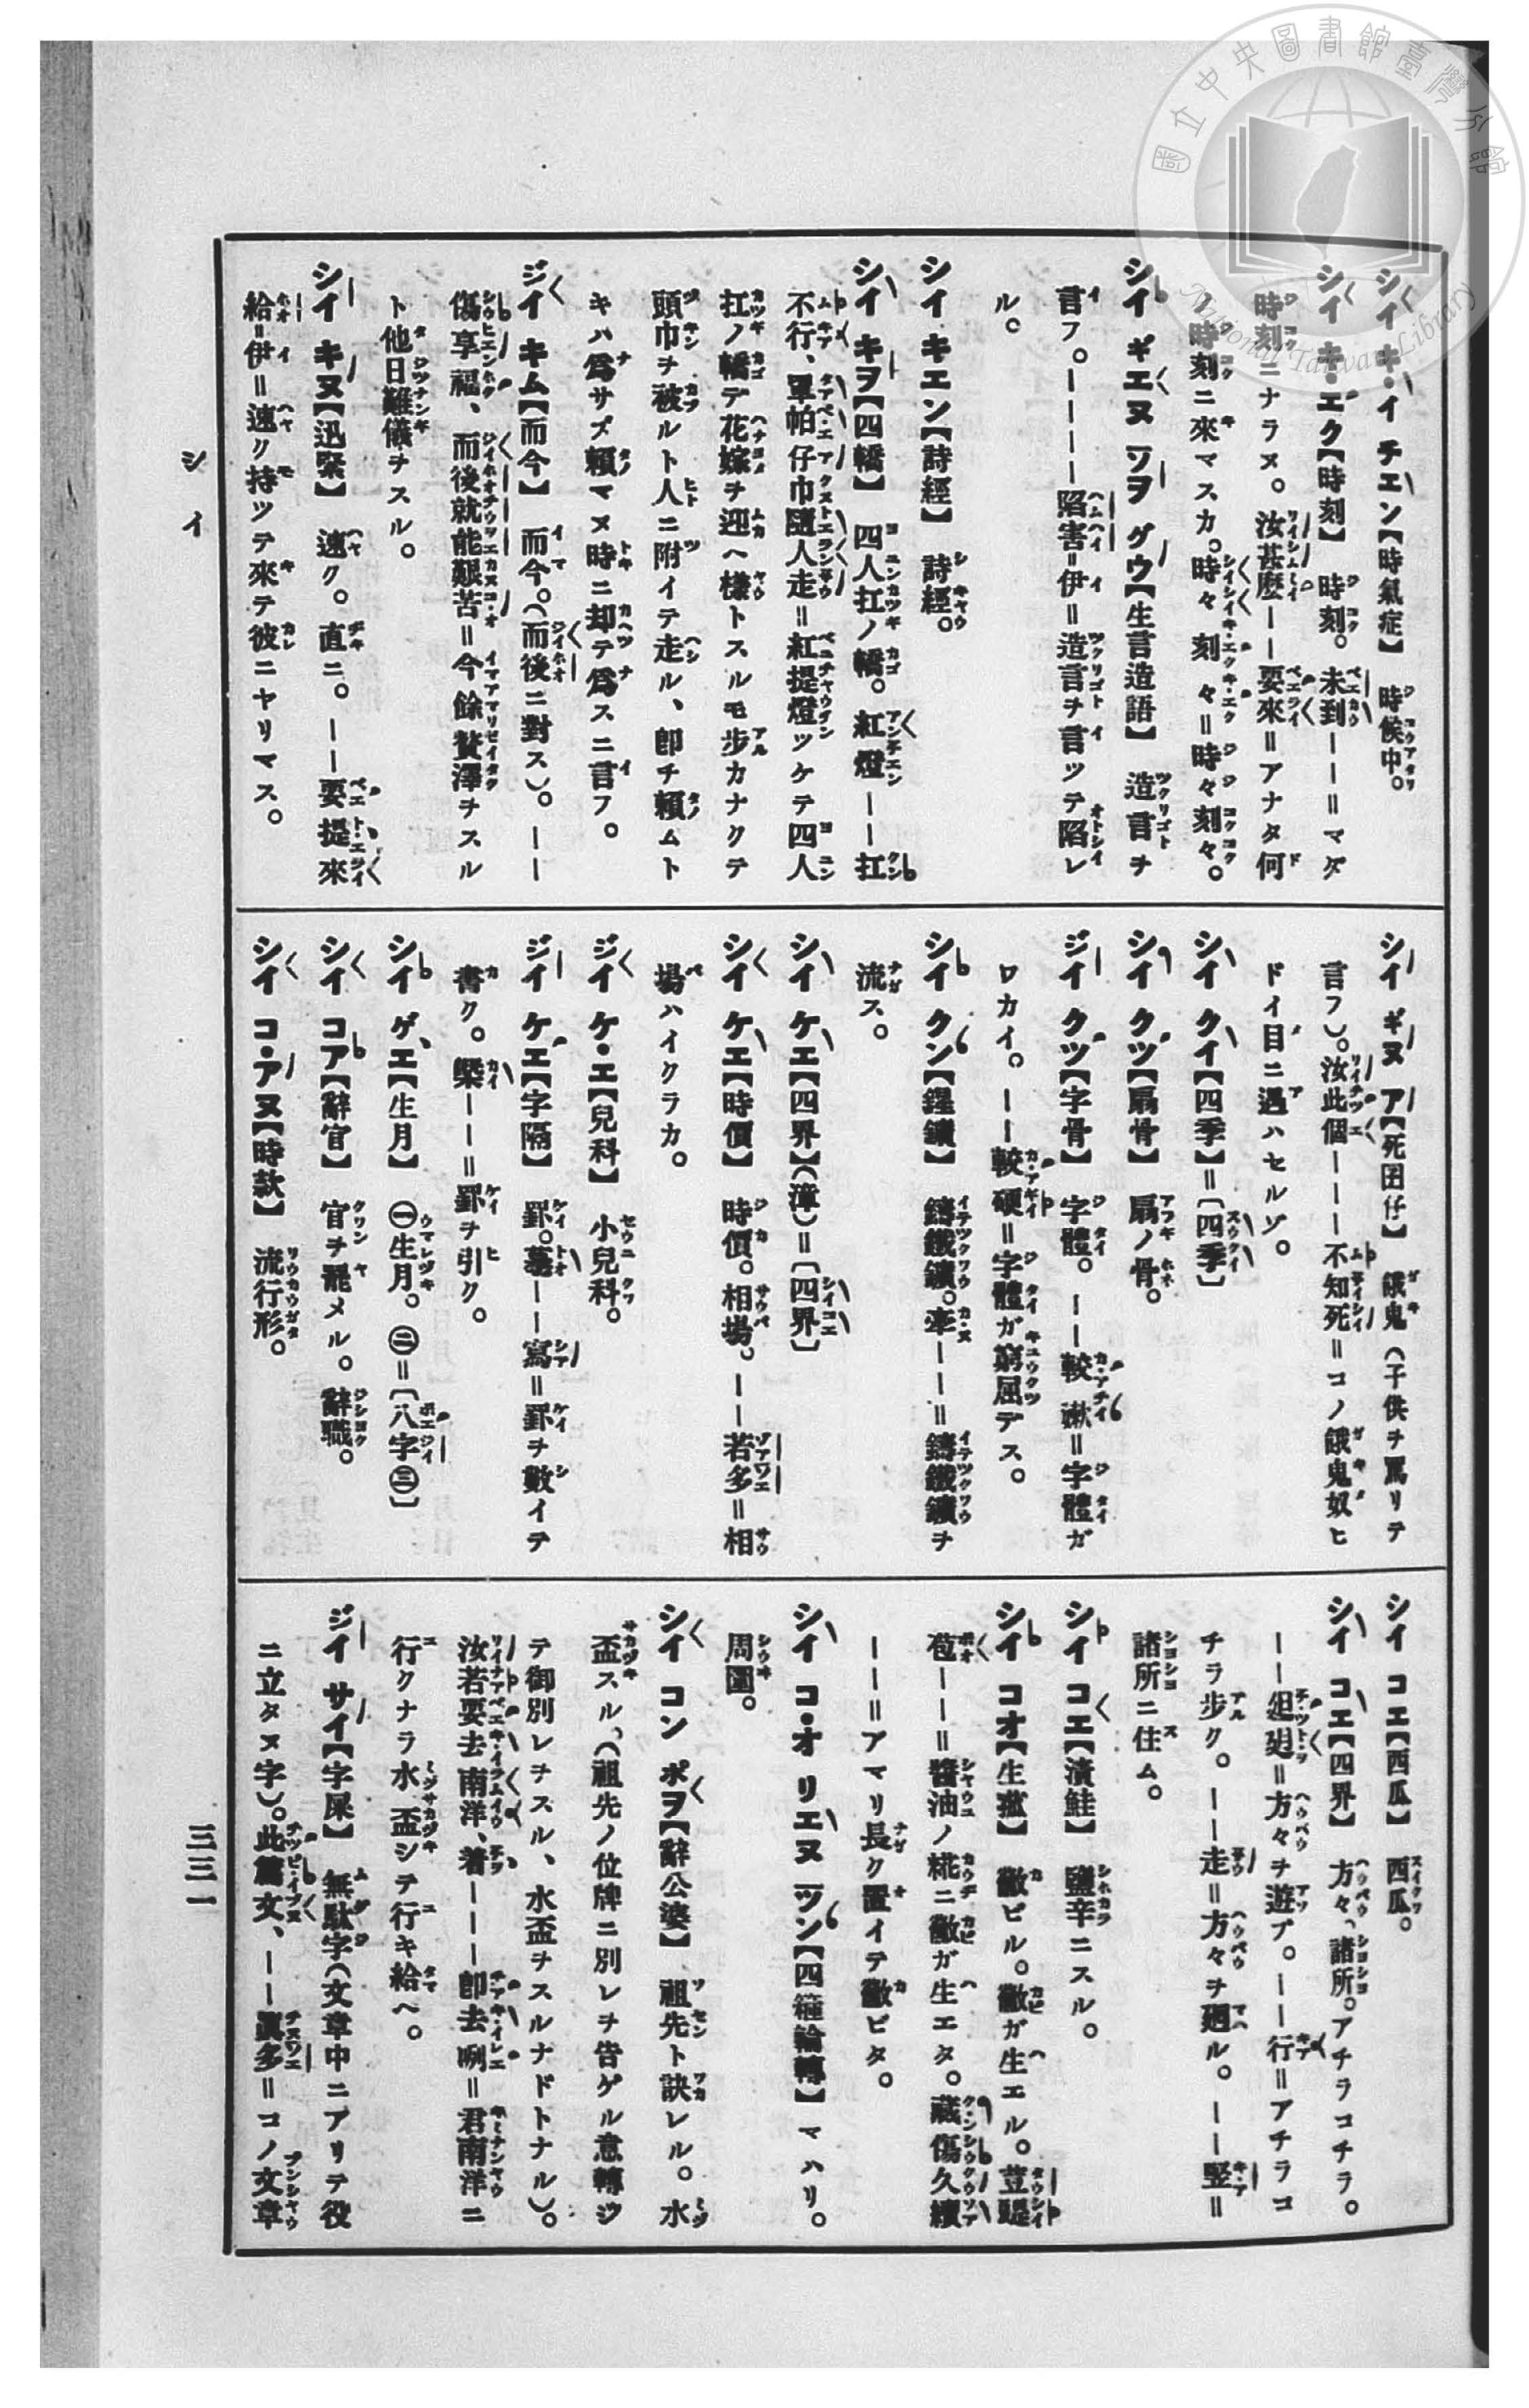 國立中央圖書館臺灣分館
National Taiwan Library
シイ キ・イ チエン【時氣症】 時候中。
シイ キ・エク【時刻】 時刻。未到ーー＝マダ
時刻ニナラヌ。汝甚麽ーー要來＝アナタ何
ノ時刻ニ來マスカ。時々刻々＝時々刻々。
シイ ギエヌ ツヲ グウ【生言造語】 造言ヲ
言フ。ーーーー陷害＝伊＝造言ヲ言ツテ陷レ
ル。
シイ キエン【詩經】 詩經。
シイ キヲ【四轎】 四人扛ノ轎。紅燈ーー扛
不行、罩帕仔巾隨人走＝紅提燈ツケテ四人
扛ノ轎デ花嫁ヲ迎ヘ樣トスルモ步カナクテ
頭巾ヲ被ルト人ニ附イテ走ル、卽チ賴ムト
キハ爲サズ賴マヌ時ニ却テ爲スニ言フ。
ジイ キム【而今】 而今。（而後ニ對ス）。ーー
傷享福、而後就能艱苦＝今餘贅澤ヲスル
ト他日難儀ヲスル。
シイ キヌ【迅緊】 速ク。直ニ。ーー要提來
給＝伊＝速ク持ツテ來テ彼ニヤリマス。
シイ ギヌ ア【死囝仔】 餓鬼（子供ヲ罵リテ
言フ）。汝此個ーーー不知死＝コノ餓鬼奴ヒ
ドイ目ニ遇ハセルゾ。
シイ クイ【四季】＝〔四季〕
シイ クツ【扇骨】 扇ノ骨。
ジイ クツ【字骨】 字體。ーー較嫰＝字體ガ
ワカイ。ーー較硬＝字體ガ窮屈デス。
シイ クン【鋥鑛】 鑄鐵鑛。牽ーー＝鑄鐵鑛ヲ
流ス。
シイ ケエ【四界】（漳）＝〔四界〕
シイ ケエ【時價】 時價。相場。ーー若多＝相
場ハイクラカ。
ジイ ケ・エ【兒科】 小兒科。
ジイ ケエ【字隔】 罫。ーー寫＝罫ヲ敷イテ
書ク。ーー＝罫ヲ引ク。
シイ ゲ・エ【生月】 ㊀生月。㊁＝〔八字㊂〕
シイ コア【辭官】 官ヲ罷メル。辭職。
シイ コ・アヌ【時款】 流行形。
シイ コエ【西瓜】 西瓜。
シイ コエ【四界】 方々、諸所。アチラコチラ。
ーー𨑨迌＝方々ヲ遊ブ。ーー行＝アチラコ
チラ步ク。ーー走＝方々ヲ廻ル。ーー竪＝
諸所ニ住ム。
シイ コエ【漬鮭】 鹽辛ニスル。
シイ コオ【生菰】 黴ビル。黴ガ生エル。荳
苞ーー＝醬油ノ糀ニ黴ガ生エタ。藏傷久續
ーー＝アマリ長ク置イテ黴ビタ。
シイ コ・オ リエヌ ツン【四箍輪轉】 マハリ。
周圍。
シイ コン ポヲ【辭公婆】 祖先ト訣レル。水
盃スル、（祖先ノ位牌ニ別レヲ告ゲル意轉ジ
テ御別レヲスル、水盃ヲスルナドトナル）。
汝若要去南洋、着ーーー卽去咧＝君南洋ニ
行クナラ水盃シテ行キ給ヘ。
ジイ サイ【字屎】 無駄字（文章中ニアリテ役
ニ立タヌ字）。此篇文、ーー眞多＝コノ文章
シイ
三三一